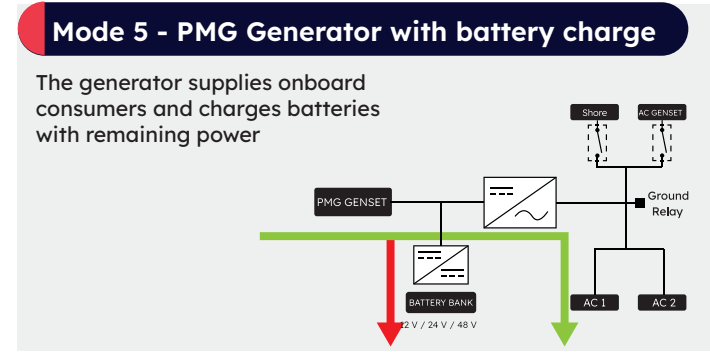 Mode 5 - PMG Generator with battery charge
The generator supplies onboard
consumers and charges batteries
with remaining power
Shore
AC GENSET
PMG GENSET
Ground
Relay
BATTERY BANK
AC 1
AC 2
12 V / 24 V / 48 V